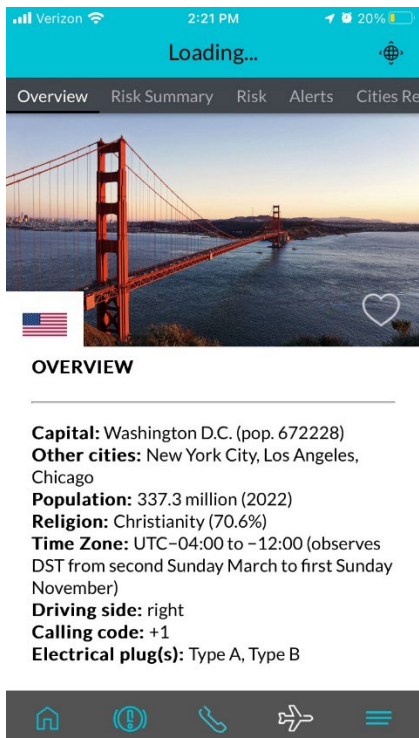 Verizon 2:21 PM 20%
Loading...
Overview Risk Summary Risk Alerts Cities Re
OVERVIEW
Capital: Washington D.C. (pop. 672228)
Other cities: New York City, Los Angeles,
Chicago
Population: 337.3 million (2022)
Religion: Christianity (70.6%)
Time Zone: UTC−04:00 to −12:00 (observes
DST from second Sunday March to first Sunday
November)
Driving side: right
Calling code: +1
Electrical plug(s): Type A, Type B